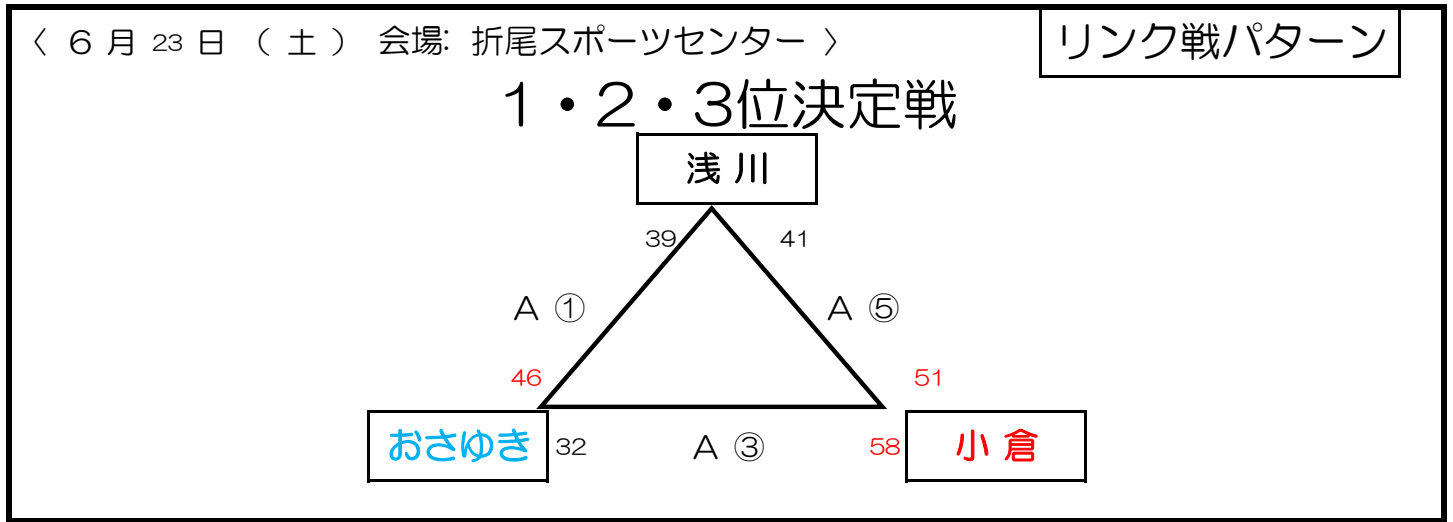 〈 6 月 23 日 ( 土 ) 会場: 折尾スポーツセンター 〉
リンク戦パターン
1・2・3位決定戦
浅 川
39 41
A ① A ⑤
46 51
おさゆき 32 A ③ 58 小 倉